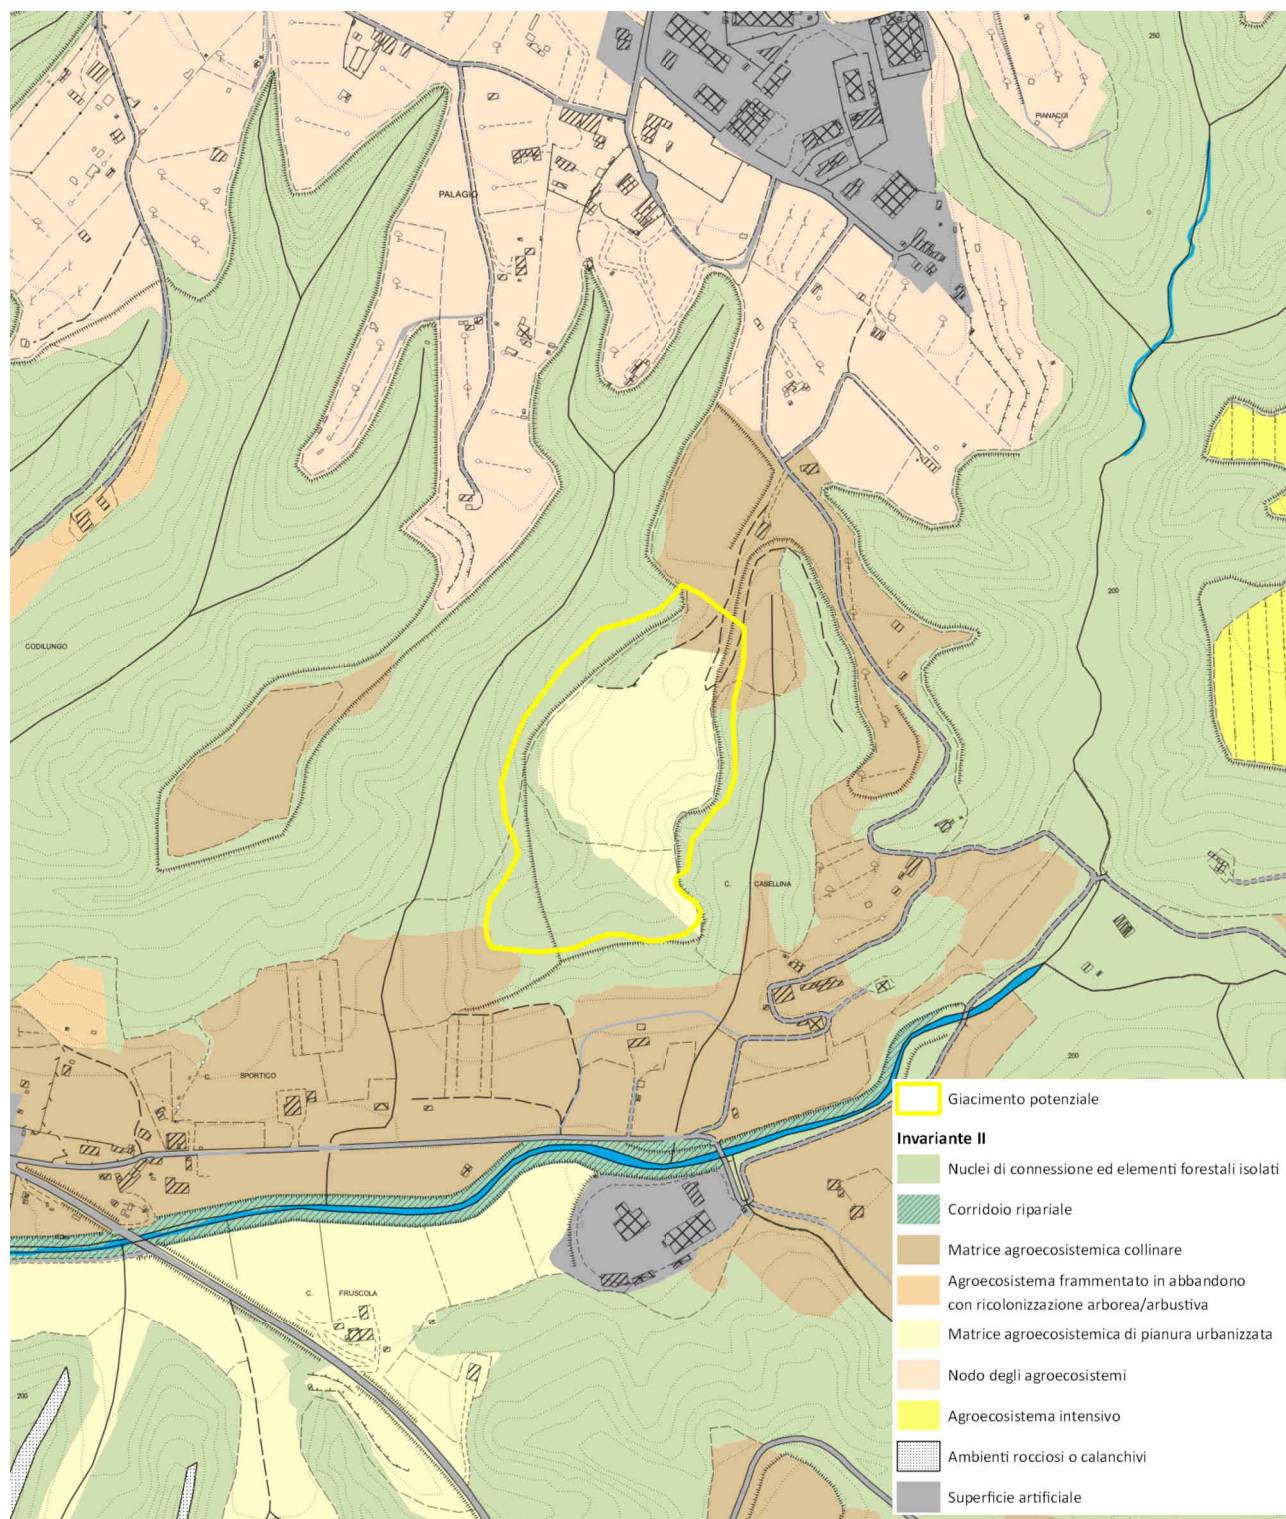 250
PIANACCI
PALAGIO
200
CODILUNGO
C. CASELLINA
C. SPORTICO
200
C. FRUSCOLA
200
Giacimento potenziale
Invariante II
Nuclei di connessione ed elementi forestali isolati
Corridoio ripariale
Matrice agroecosistemica collinare
Agroecosistema frammentato in abbandono
con ricolonizzazione arborea/arbustiva
Matrice agroecosistemica di pianura urbanizzata
Nodo degli agroecosistemi
Agroecosistema intensivo
Ambienti rocciosi o calanchivi
Superficie artificiale